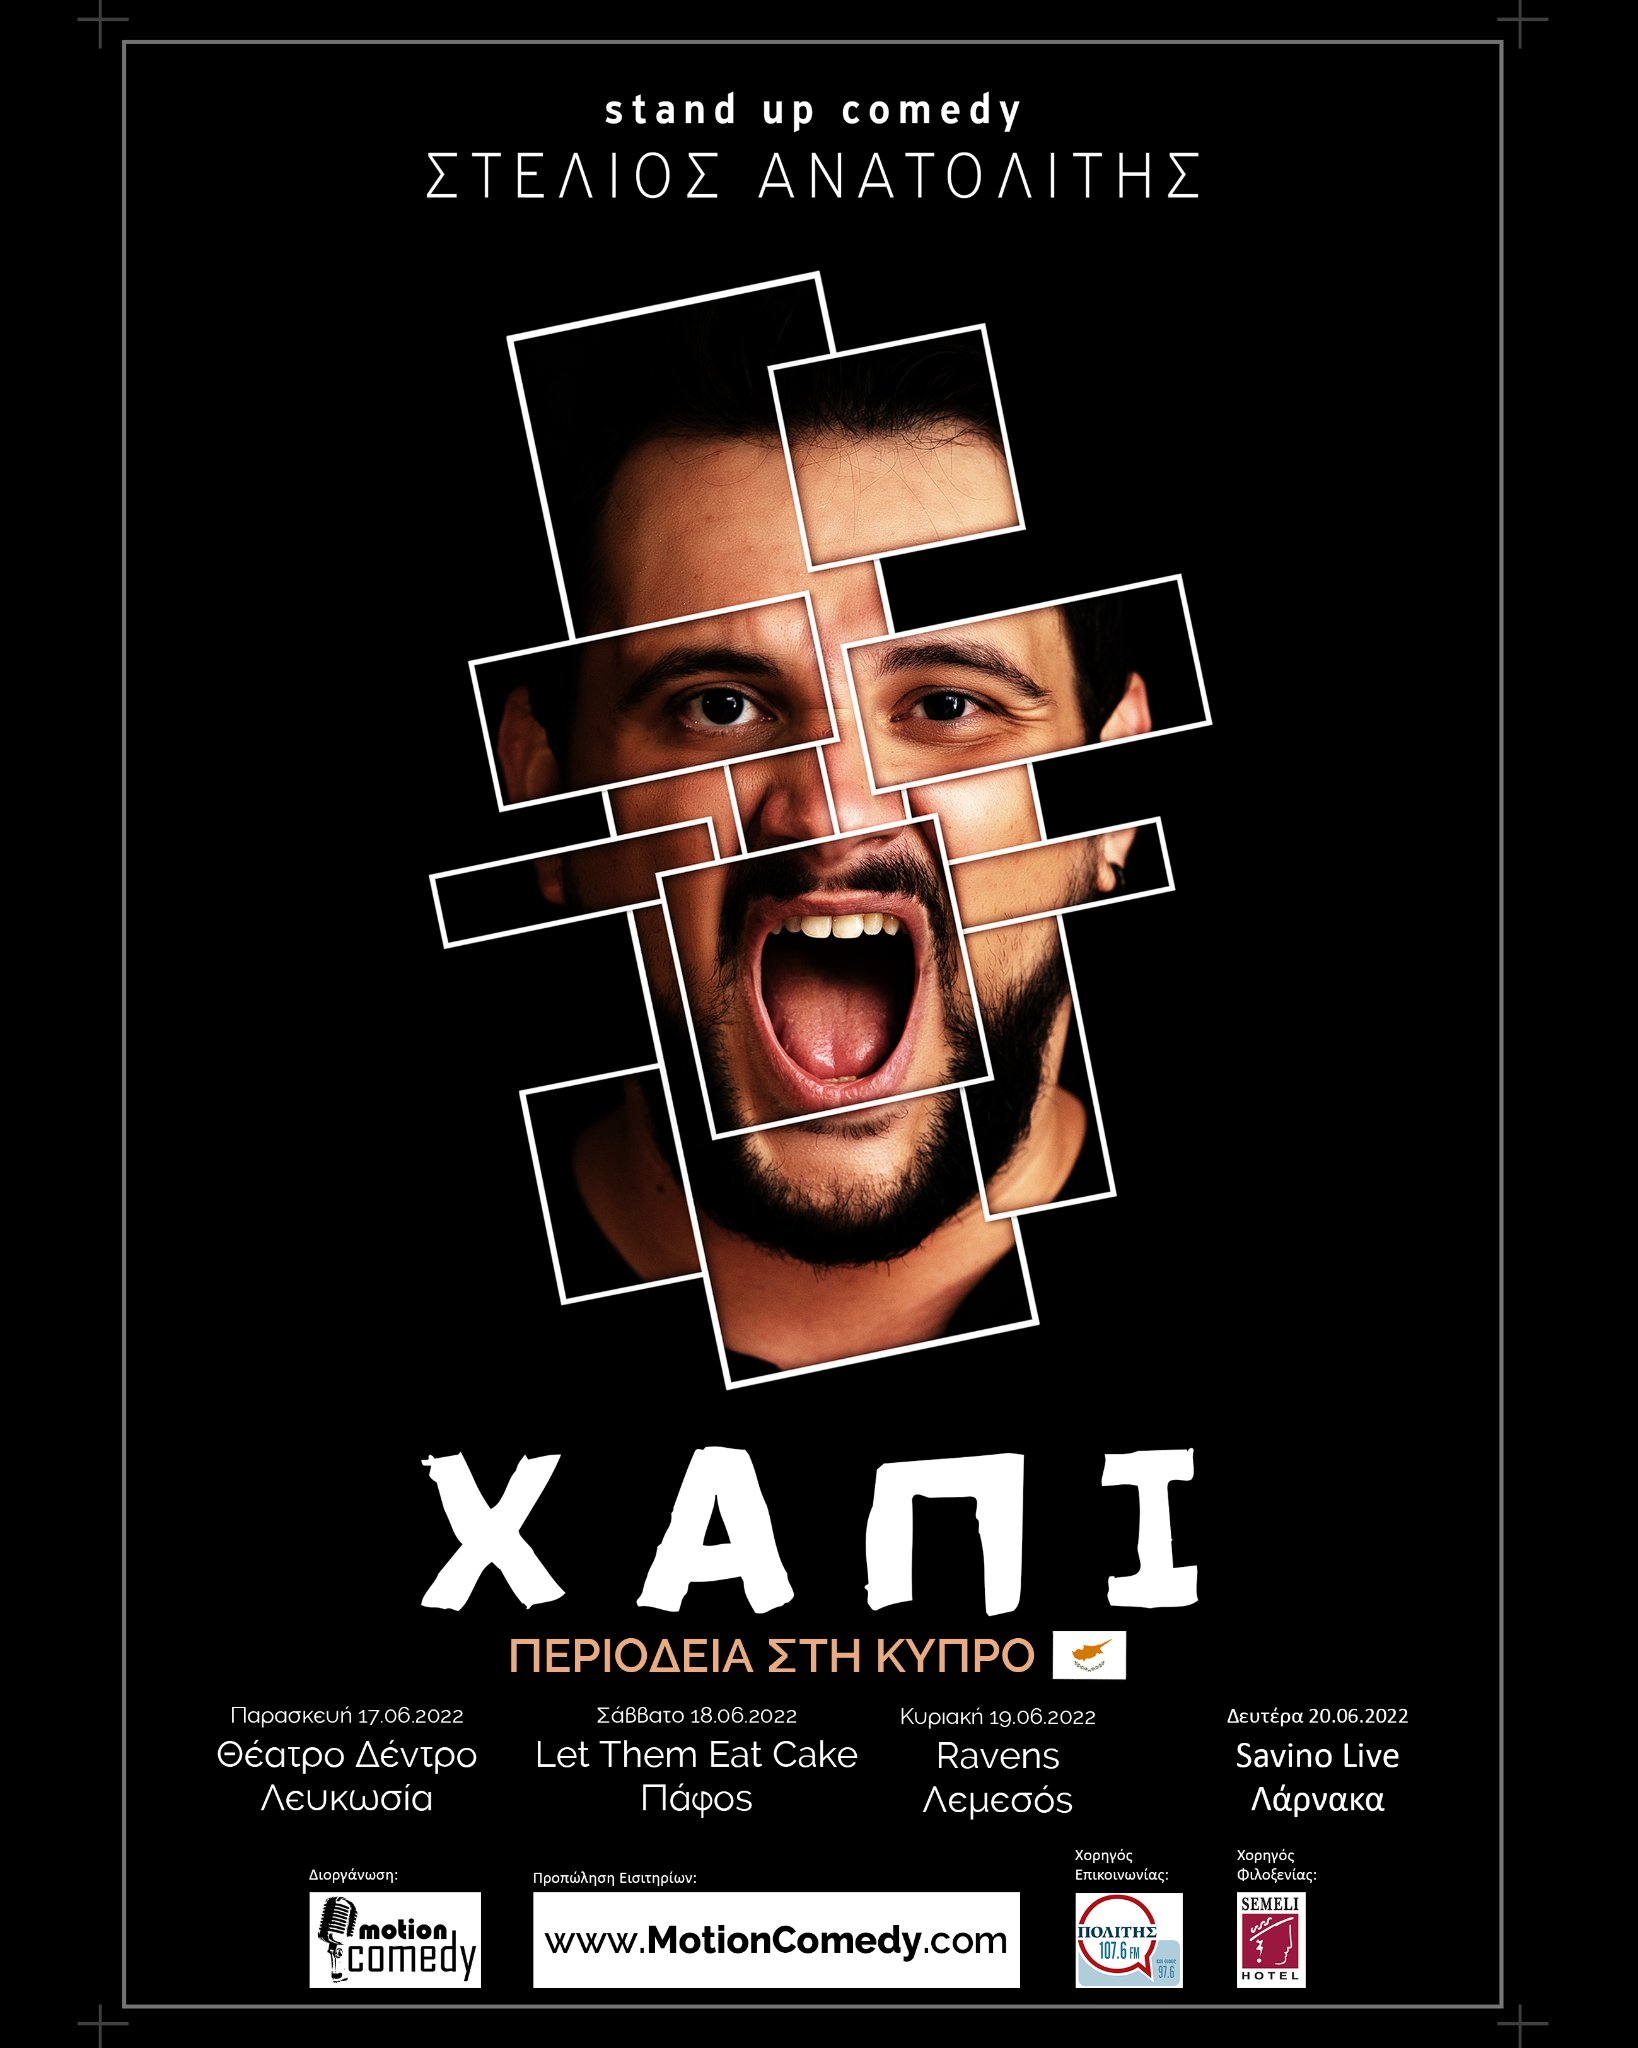 stand up comedy
ΣΤΕΛΙΟΣ ΑΝΑΤΟΛΙΤΗΣ
ΧΑΠΙ
ΠΕΡΙΟΔΕΙΑ ΣΤΗ ΚΥΠΡΟ
Παρασκευή 17.06.2022
Θέατρο Δέντρο
Λευκωσία
Σάββατο 18.06.2022
Let Them Eat Cake
Πάφος
Κυριακή 19.06.2022
Ravens
Λεμεσός
Δευτέρα 20.06.2022
Savino Live
Λάρνακα
Διοργάνωση:
motion
comedy
Προπώληση Εισιτηρίων:
www.MotionComedy.com
Χορηγός
Επικοινωνίας:
ΠΟΛΙΤΗΣ
107.6 FM
97.6
Χορηγός
Φιλοξενίας:
SEMELI
HOTEL